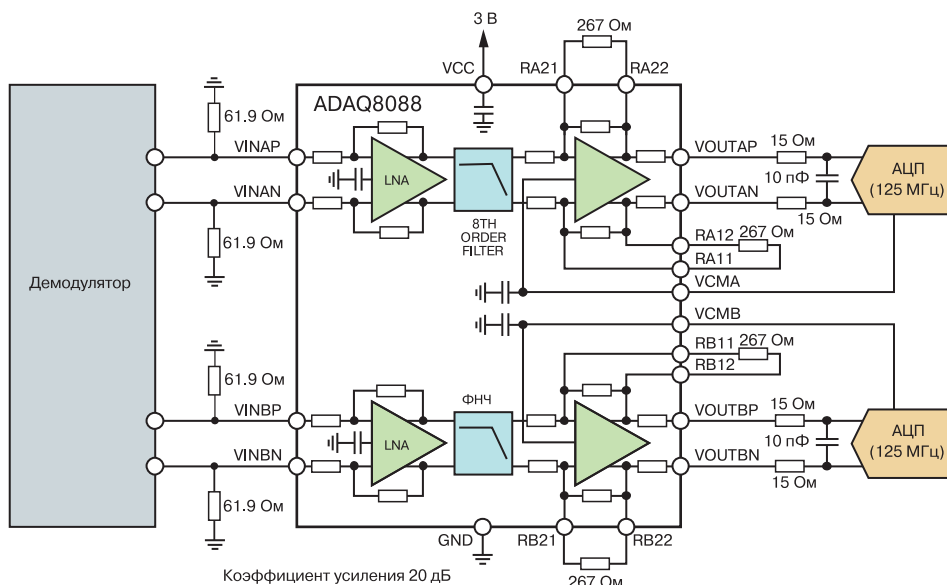 3 В
267 Ом
VCC
RA21
RA22
ADAQ8088
61.9 Ом
VINAP
VOUTAP
15 Ом
АЦП
(125 МГц)
LNA
10 пФ
VINAN
VOUTAN
15 Ом
8TH
ORDER
FILTER
RA12
267 Ом
RA11
61.9 Ом
Демодулятор
VCMA
VCMB
RB11
267 Ом
RB12
61.9 Ом
ФНЧ
VINBP
VOUTBP
15 Ом
АЦП
(125 МГц)
LNA
10 пФ
VINBN
VOUTBN
15 Ом
61.9 Ом
GND
RB21
RB22
Коэффициент усиления 20 дБ
267 Ом